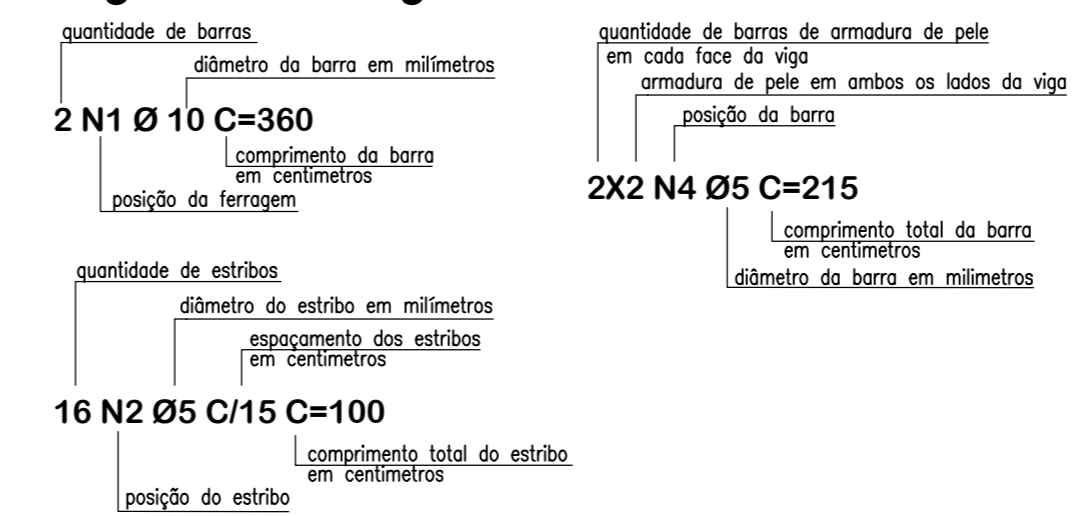 quantidade de barras
diâmetro da barra em milímetros
2 N1 Ø 10 C=360
comprimento da barra
em centimetros
posição da ferragem
quantidade de barras de armadura de pele
em cada face da viga
armadura de pele em ambos os lados da viga
posição da barra
2X2 N4 Ø5 C=215
comprimento total da barra
em centimetros
diâmetro da barra em milimetros
quantidade de estribos
diâmetro do estribo em milímetros
espaçamento dos estribos
em centimetros
16 N2 Ø5 C/15 C=100
comprimento total do estribo
em centimetros
posição do estribo